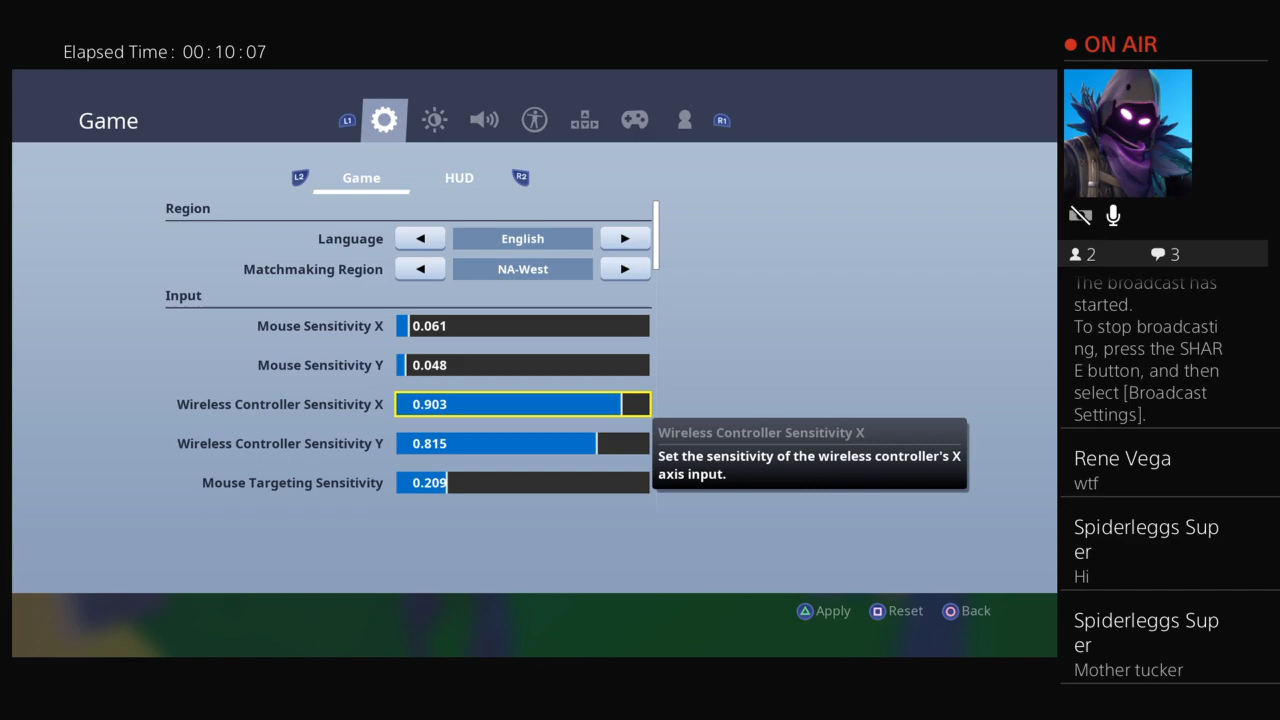 Elapsed Time: 00:10:07
ON AIR
Game
L1
R1
L2
Game
HUD
R2
Region
Language
English
Matchmaking Region
NA-West
Input
Mouse Sensitivity X
0.061
Mouse Sensitivity Y
0.048
Wireless Controller Sensitivity X
0.903
Wireless Controller Sensitivity Y
0.815
Mouse Targeting Sensitivity
0.209
Wireless Controller Sensitivity X
Set the sensitivity of the wireless controller's X
axis input.
Apply
Reset
Back
2
3
The broadcast has
started.
To stop broadcasti
ng, press the SHAR
E button, and then
select [Broadcast
Settings].
Rene Vega
wtf
Spiderleggs Sup
er
Hi
Spiderleggs Sup
er
Mother tucker